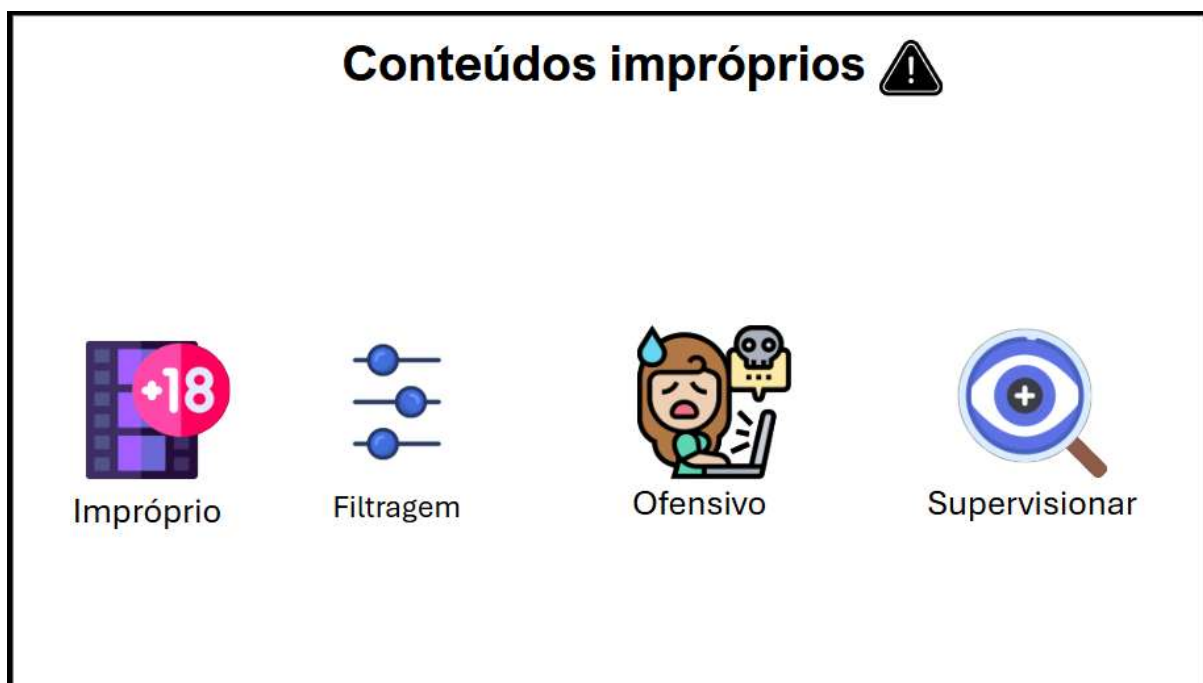 Conteúdos impróprios
+18
Impróprio
Filtragem
Ofensivo
Supervisionar